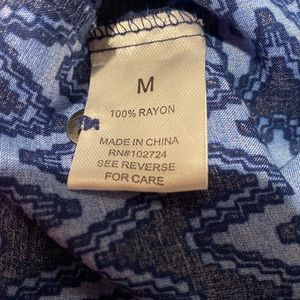 M
100% RAYON
MADE IN CHINA
RN#102724
SEE REVERSE
FOR CARE